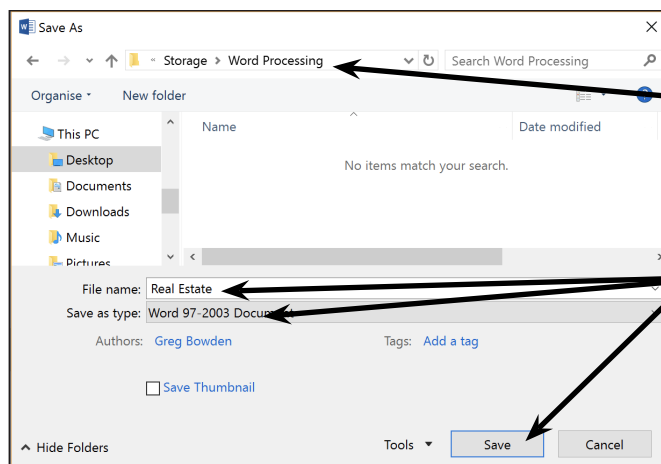 Save As
« Storage > Word Processing
Search Word Processing
Organise
New folder
Name
Date modified
This PC
Desktop
Documents
Downloads
Music
Pictures
No items match your search.
File name: Real Estate
Save as type: Word 97-2003 Document
Authors: Greg Bowden
Tags: Add a tag
Save Thumbnail
Hide Folders
Tools
Save
Cancel